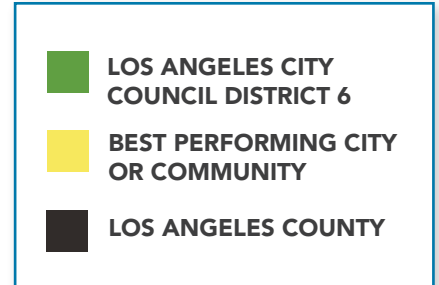 LOS ANGELES CITY
COUNCIL DISTRICT 6
BEST PERFORMING CITY
OR COMMUNITY
LOS ANGELES COUNTY